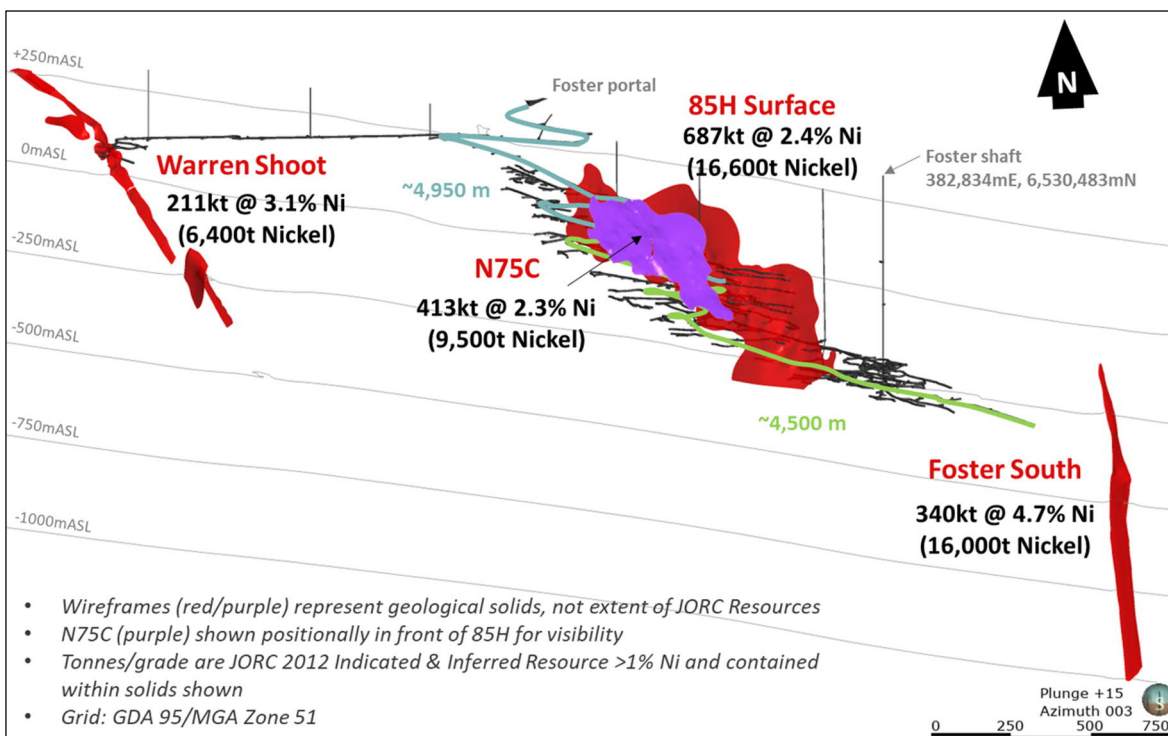 +250mASL
N
Foster portal
85H Surface
687kt @ 2.4% Ni
(16,600t Nickel)
0mASL
Warren Shoot
211kt @ 3.1% Ni
(6,400t Nickel)
~4,950 m
Foster shaft
382,834mE, 6,530,483mN
-250mASL
N75C
413kt @ 2.3% Ni
(9,500t Nickel)
-500mASL
~4,500 m
-750mASL
Foster South
340kt @ 4.7% Ni
(16,000t Nickel)
-1000mASL
• Wireframes (red/purple) represent geological solids, not extent of JORC Resources
• N75C (purple) shown positionally in front of 85H for visibility
• Tonnes/grade are JORC 2012 Indicated & Inferred Resource >1% Ni and contained
within solids shown
• Grid: GDA 95/MGA Zone 51
Plunge +15
Azimuth 003
S
0 250 500 750